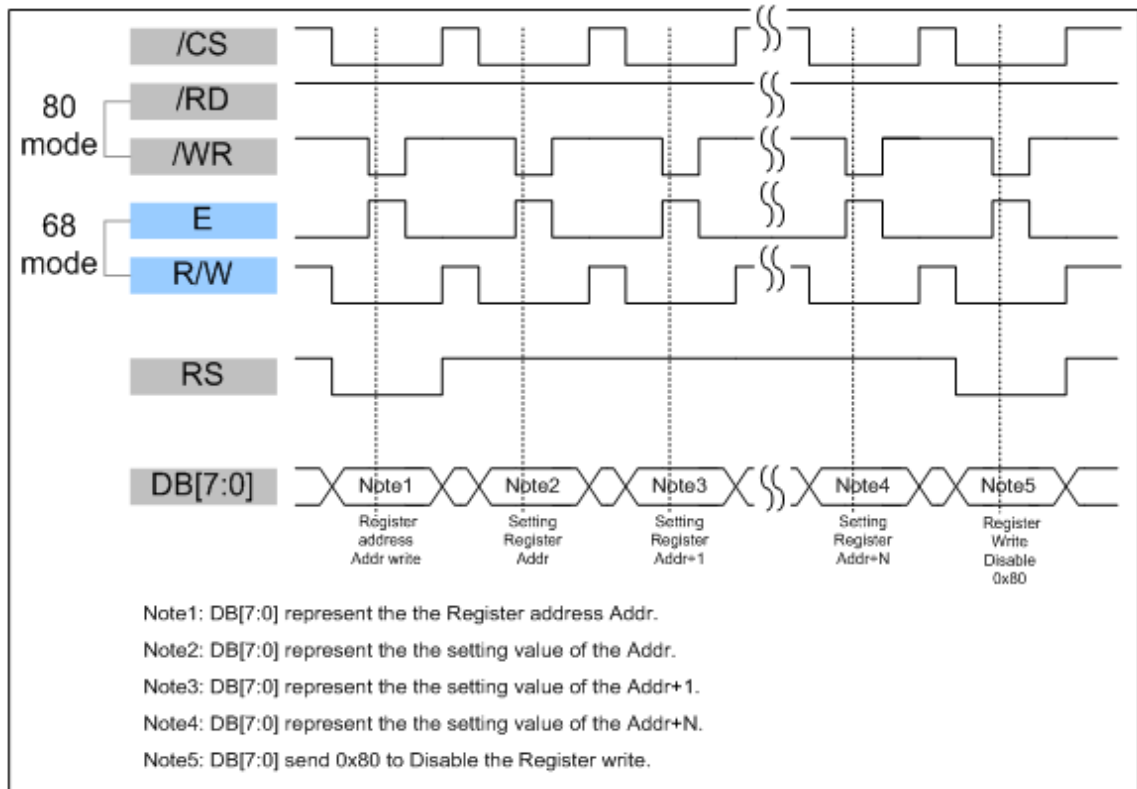 /CS
80
mode
/RD
/WR
68
mode
E
R/W
RS
DB[7:0]
Note1
Note2
Note3
Note4
Note5
Register
address
Addr write
Setting
Register
Addr
Setting
Register
Addr+1
Setting
Register
Addr+N
Register
Write
Disable
0x80
Note1: DB[7:0] represent the the Register address Addr.
Note2: DB[7:0] represent the the setting value of the Addr.
Note3: DB[7:0] represent the the setting value of the Addr+1.
Note4: DB[7:0] represent the the setting value of the Addr+N.
Note5: DB[7:0] send 0x80 to Disable the Register write.